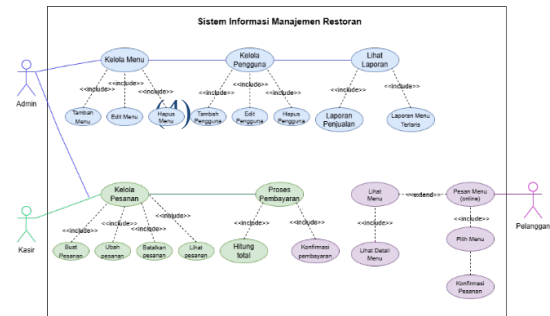 Sistem Informasi Manajemen Restoran
Kelola Menu
Kelola
Pengguna
Lihat
Laporan
<<include>>
<<include>>
<<include>>
<<include>>
<<include>>
<<include>>
<<include>>
<<include>>
Admin
Tambah
Menu
Edit Menu
Hapus
Menu
Tambah
Pengguna
Edit
Pengguna
Hapus
Pengguna
Laporan
Penjualan
Laporan Menu
Terlaris
Kelola
Pesanan
Proses
Pembayaran
Lihat
Menu
<<extend>>
Pesan Menu
(online)
<<include>>
<<include>>
<<include>>
<<include>>
<<include>>
<<include>>
<<include>>
<<include>>
Kasir
Pelanggan
Buat
Pesanan
Ubah
pesanan
Batalkan
pesanan
Lihat
pesanan
Hitung
total
Konfirmasi
pembayaran
Lihat Detail
Menu
Pilih Menu
Konfirmasi
Pesanan